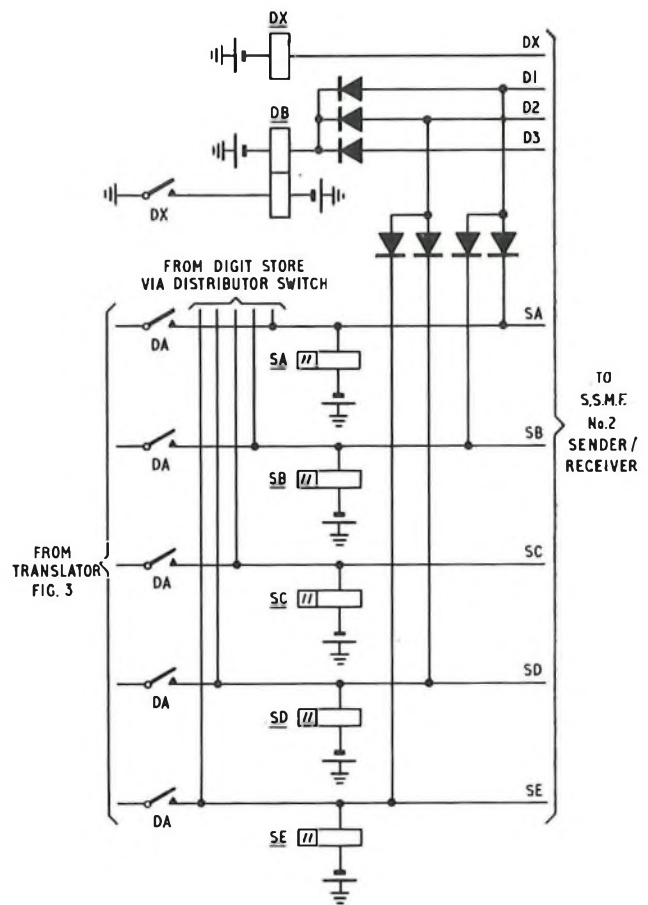 DX
DX
D1
D2
D3
DB
DX
FROM DIGIT STORE
VIA DISTRIBUTOR SWITCH
DA
SA
SA
DA
SB
SB
DA
SC
SC
DA
SD
SD
DA
SE
SE
FROM
TRANSLATOR
FIG. 3
TO
S.S.M.F.
No.2
SENDER/
RECEIVER